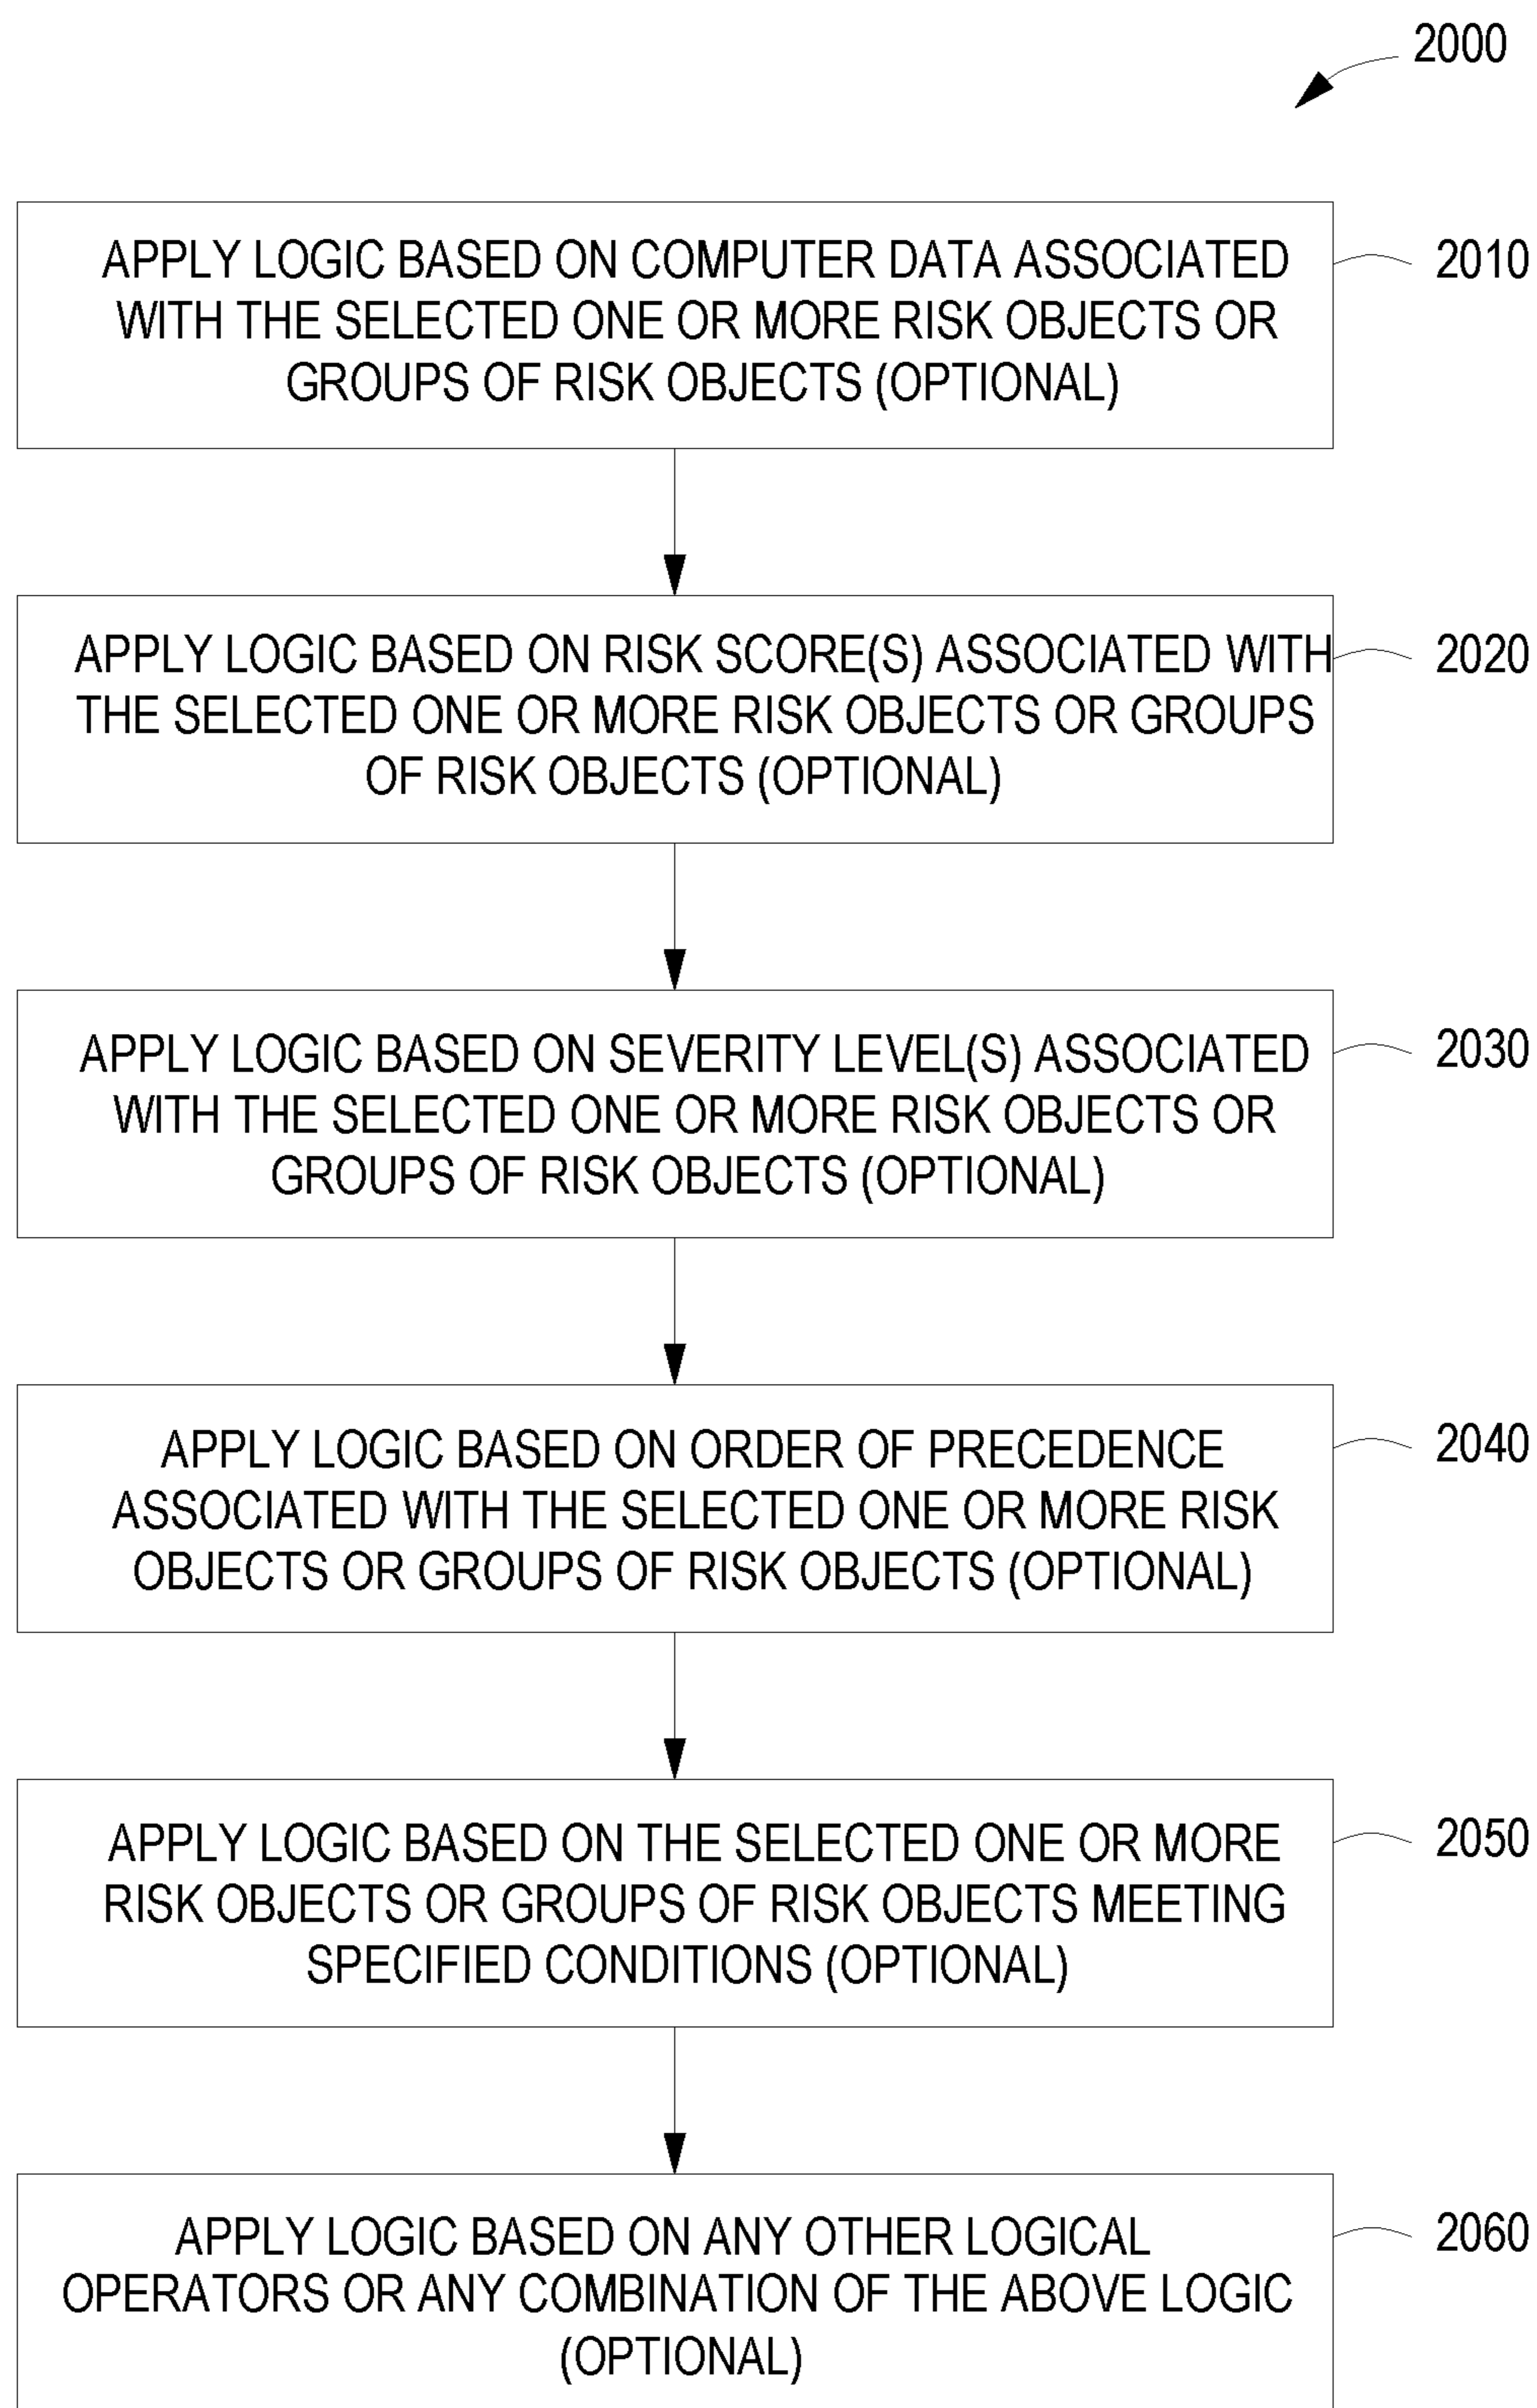 2000
APPLY LOGIC BASED ON COMPUTER DATA ASSOCIATED
WITH THE SELECTED ONE OR MORE RISK OBJECTS OR
GROUPS OF RISK OBJECTS (OPTIONAL)
2010
APPLY LOGIC BASED ON RISK SCORE(S) ASSOCIATED WITH
THE SELECTED ONE OR MORE RISK OBJECTS OR GROUPS
OF RISK OBJECTS (OPTIONAL)
2020
APPLY LOGIC BASED ON SEVERITY LEVEL(S) ASSOCIATED
WITH THE SELECTED ONE OR MORE RISK OBJECTS OR
GROUPS OF RISK OBJECTS (OPTIONAL)
2030
APPLY LOGIC BASED ON ORDER OF PRECEDENCE
ASSOCIATED WITH THE SELECTED ONE OR MORE RISK
OBJECTS OR GROUPS OF RISK OBJECTS (OPTIONAL)
2040
APPLY LOGIC BASED ON THE SELECTED ONE OR MORE
RISK OBJECTS OR GROUPS OF RISK OBJECTS MEETING
SPECIFIED CONDITIONS (OPTIONAL)
2050
APPLY LOGIC BASED ON ANY OTHER LOGICAL
OPERATORS OR ANY COMBINATION OF THE ABOVE LOGIC
(OPTIONAL)
2060